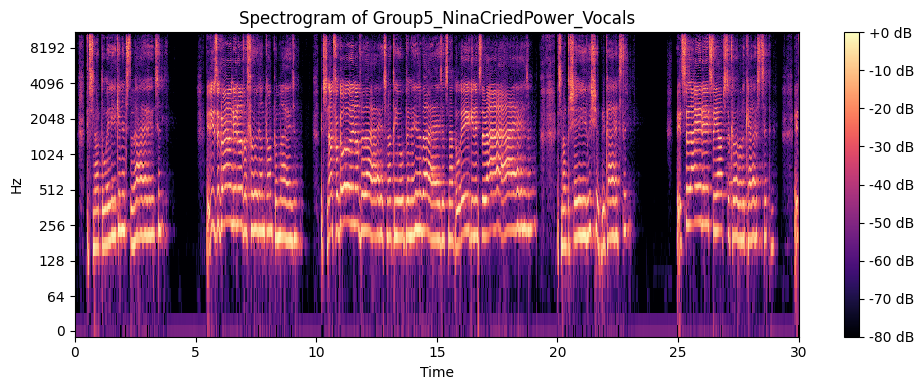 Spectrogram of Group5_NinaCriedPower_Vocals
8192
4096
2048
1024
512
256
128
64
0
Hz
0 5 10 15 20 25 30
Time
+0 dB
-10 dB
-20 dB
-30 dB
-40 dB
-50 dB
-60 dB
-70 dB
-80 dB